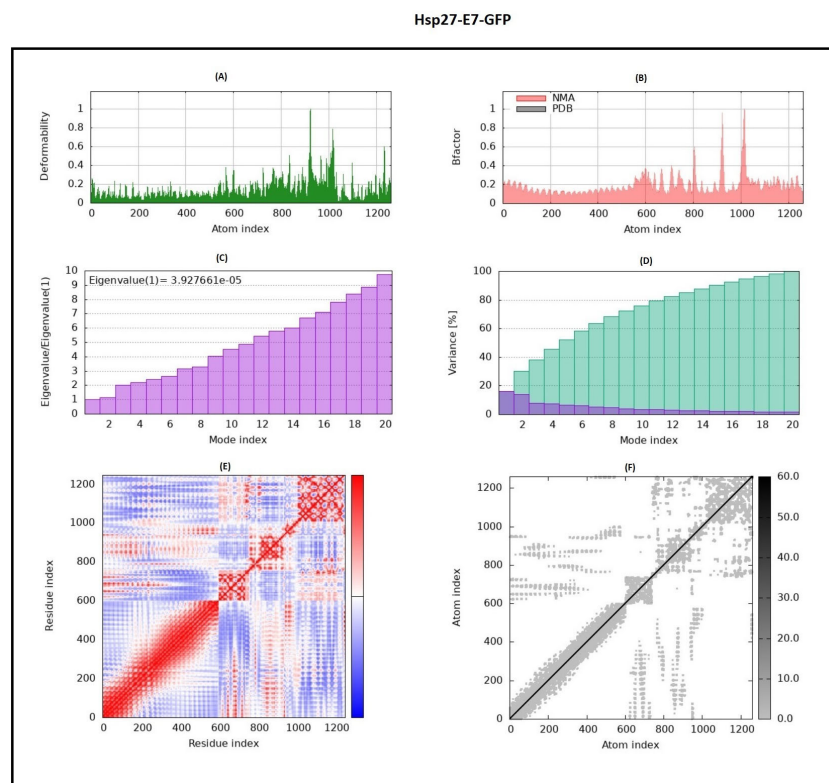 Hsp27-E7-GFP
(A)
Deformability
1
0.8
0.6
0.4
0.2
0
0 200 400 600 800 1000 1200
Atom index
(B)
NMA
PDB
Bfactor
1
0.8
0.6
0.4
0.2
0
0 200 400 600 800 1000 1200
Atom index
(C)
Eigenvalue(1)= 3.927661e-05
Eigenvalue/Eigenvalue(1)
10
9
8
7
6
5
4
3
2
1
0
2 4 6 8 10 12 14 16 18 20
Mode index
(D)
Variance [%]
100
80
60
40
20
0
2 4 6 8 10 12 14 16 18 20
Mode index
(E)
Residue index
1200
1000
800
600
400
200
0
0 200 400 600 800 1000 1200
Residue index
(F)
Atom index
1200
1000
800
600
400
200
0
0 200 400 600 800 1000 1200
Atom index
60.0
50.0
40.0
30.0
20.0
10.0
0.0